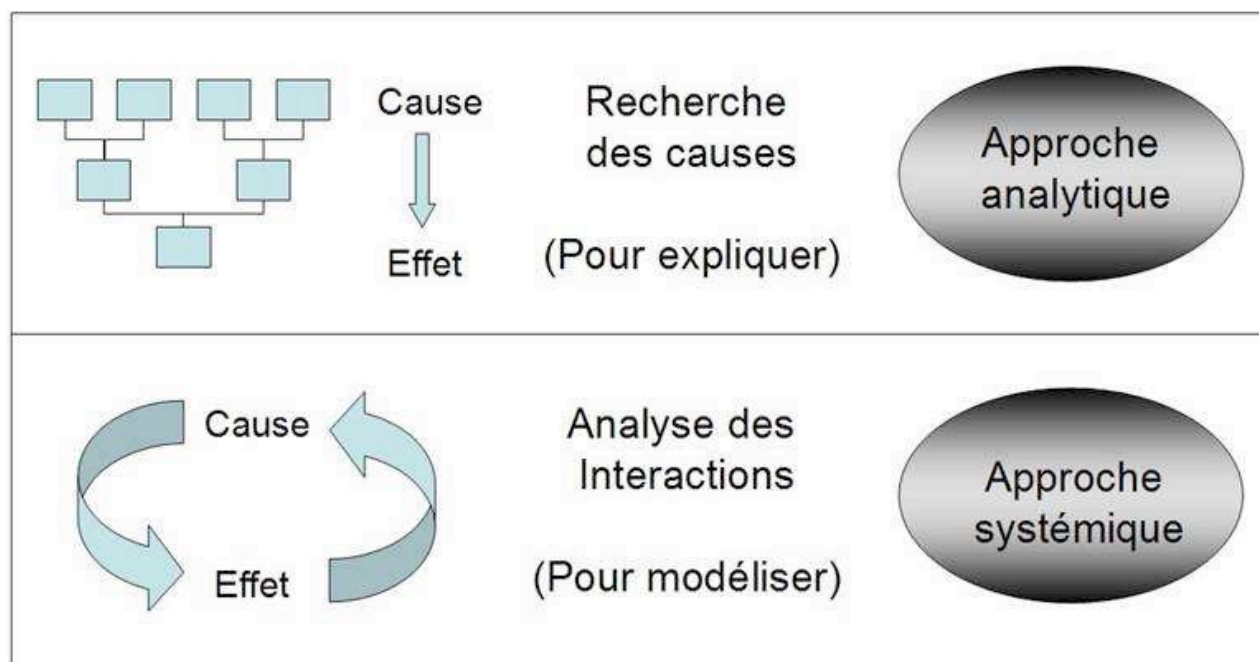 Cause
Effet
Recherche
des causes
(Pour expliquer)
Approche
analytique
Cause
Effet
Analyse des
Interactions
(Pour modéliser)
Approche
systémique